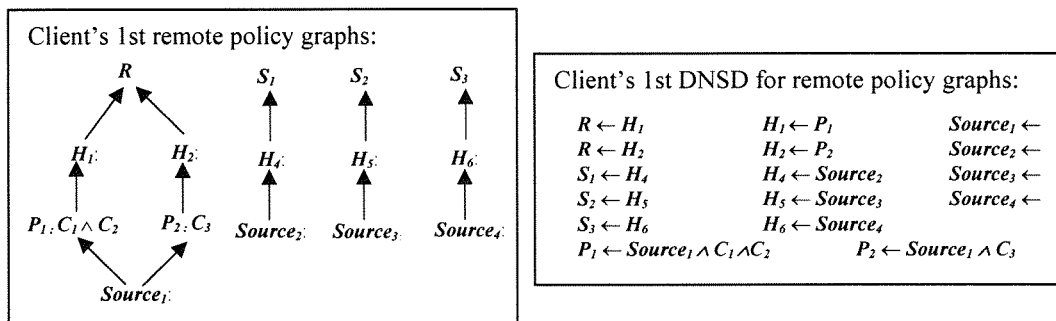 Client's 1st remote policy graphs:
R S₁ S₂ S₃
H₁: H₂: H₄: H₅: H₆:
P₁: C₁ ∧ C₂ P₂: C₃ Source₂: Source₃: Source₄:
Source₁:
Client's 1st DNSD for remote policy graphs:
R ← H₁ H₁ ← P₁ Source₁ ←
R ← H₂ H₂ ← P₂ Source₂ ←
S₁ ← H₄ H₄ ← Source₂ Source₃ ←
S₂ ← H₅ H₅ ← Source₃ Source₄ ←
S₃ ← H₆ H₆ ← Source₄
P₁ ← Source₁ ∧ C₁ ∧ C₂ P₂ ← Source₁ ∧ C₃